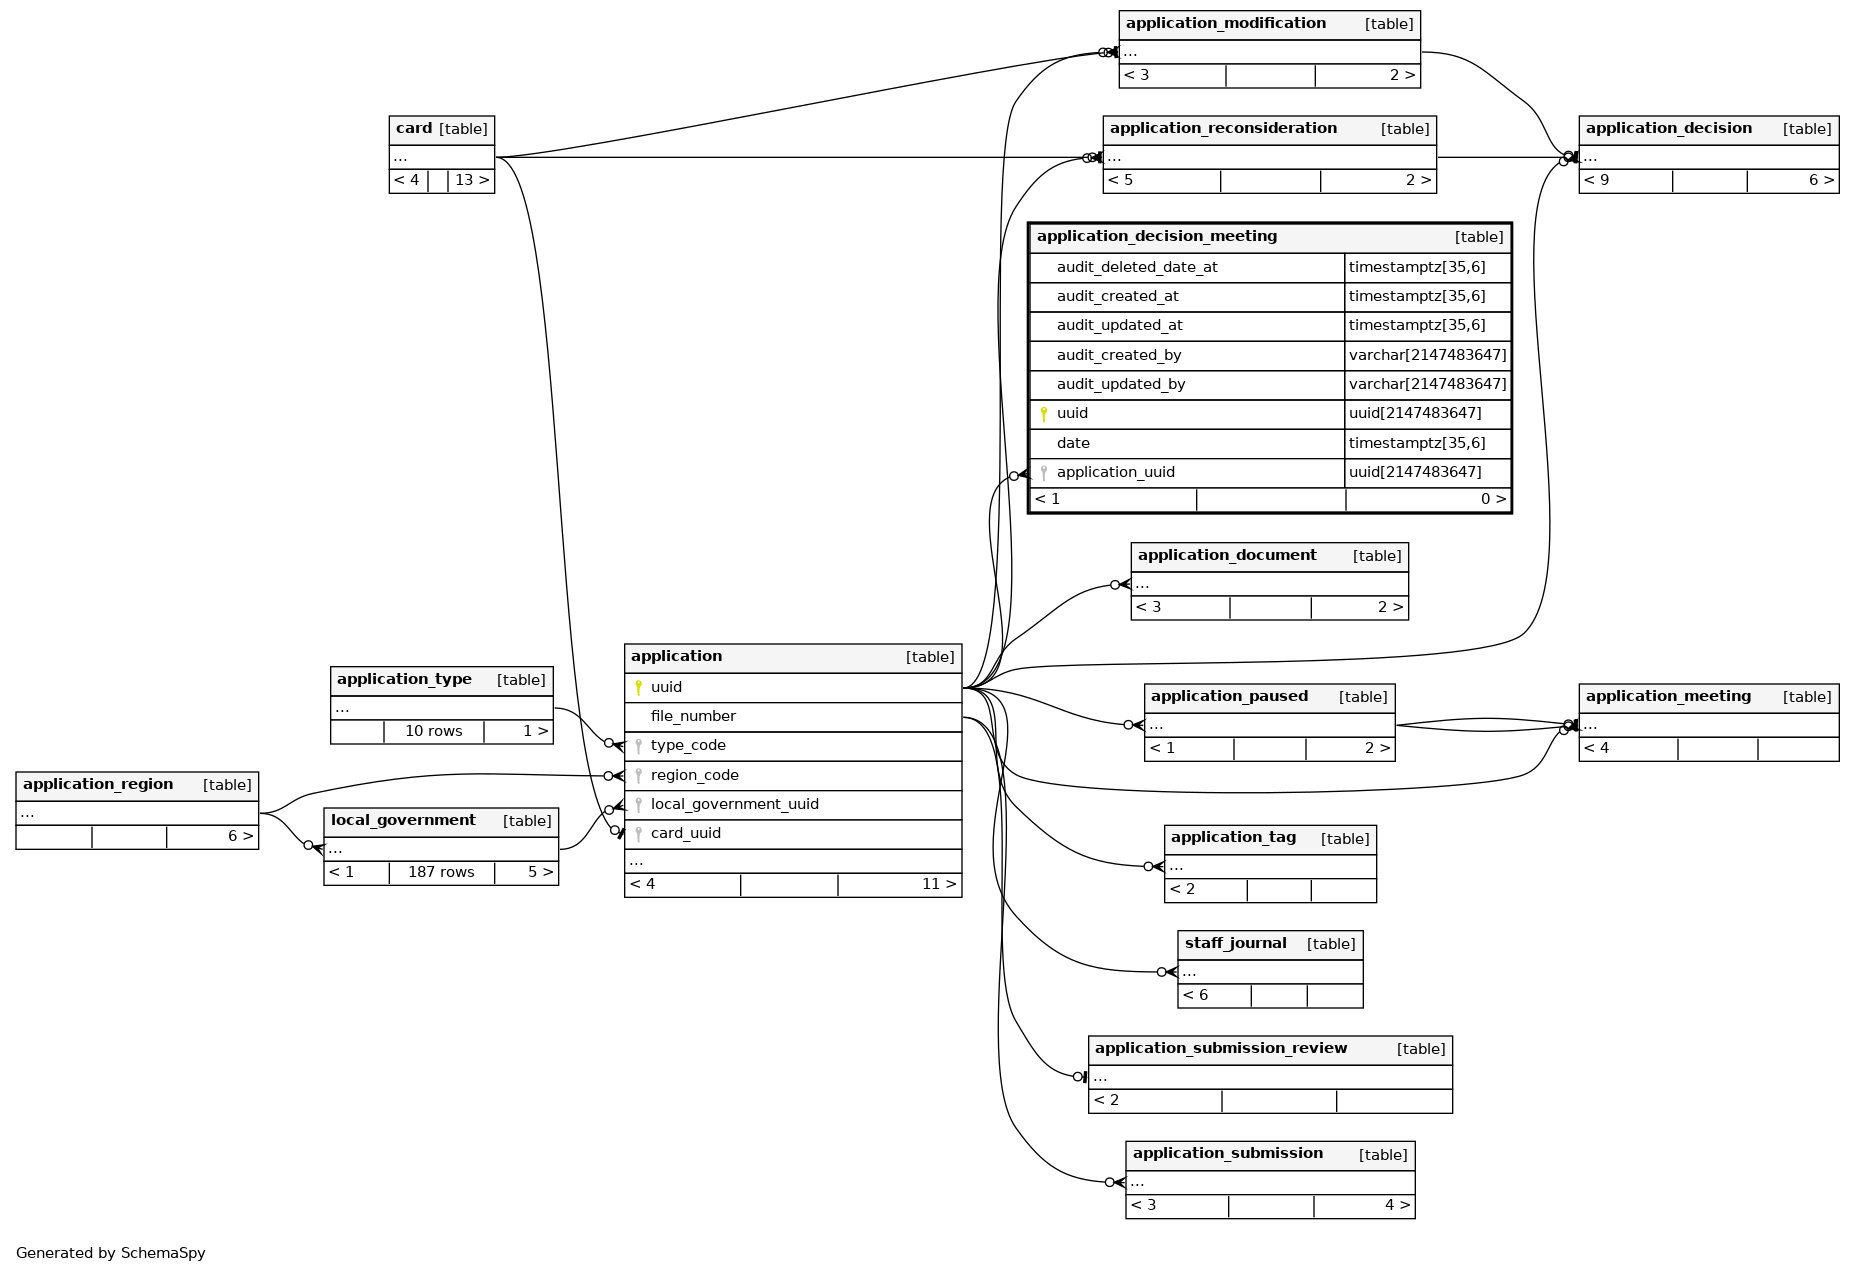 application_modification [table]
...
< 3 2 >
card [table]
...
< 4 13 >
application_reconsideration [table]
...
< 5 2 >
application_decision [table]
...
< 9 6 >
application_decision_meeting [table]
audit_deleted_date_at timestamptz[35,6]
audit_created_at timestamptz[35,6]
audit_updated_at timestamptz[35,6]
audit_created_by varchar[2147483647]
audit_updated_by varchar[2147483647]
uuid uuid[2147483647]
date timestamptz[35,6]
application_uuid uuid[2147483647]
< 1 0 >
application_document [table]
...
< 3 2 >
application [table]
uuid
file_number
type_code
region_code
local_government_uuid
card_uuid
...
< 4 11 >
application_type [table]
...
10 rows 1 >
application_region [table]
...
6 >
local_government [table]
...
< 1 187 rows 5 >
application_paused [table]
...
< 1 2 >
application_meeting [table]
...
< 4
application_tag [table]
...
< 2
staff_journal [table]
...
< 6
application_submission_review [table]
...
< 2
application_submission [table]
...
< 3 4 >
Generated by SchemaSpy